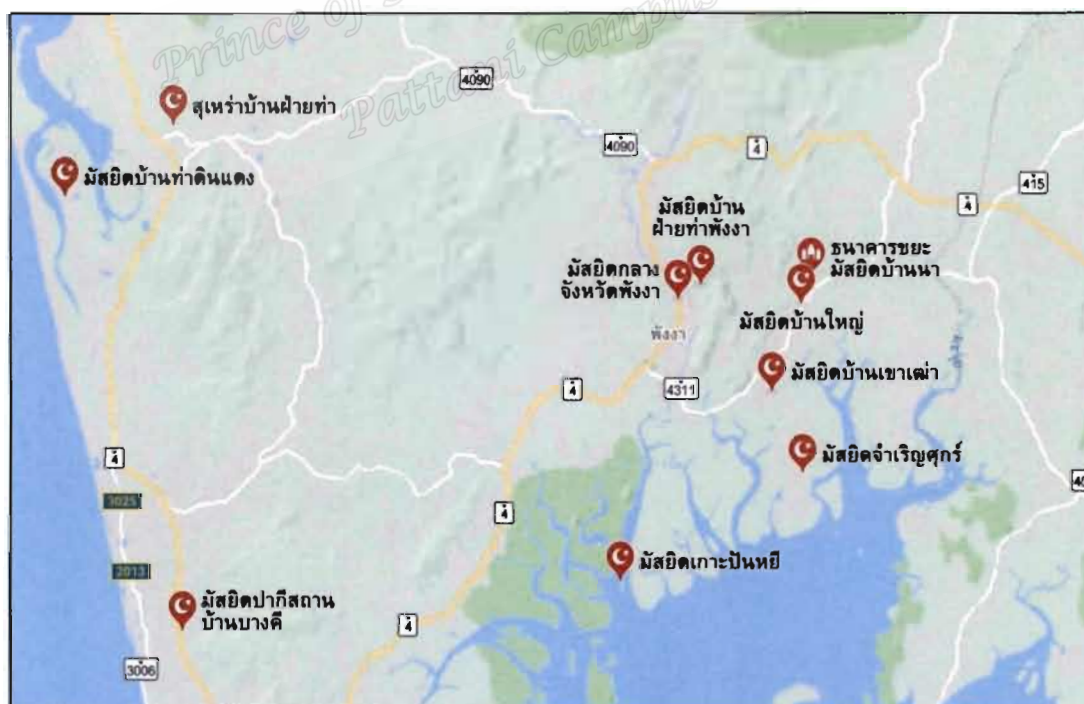 Prince of
Pattani Campus
4090
สุเหร่าบ้านฝ่ายท่า
4090
4
415
มัสยิดบ้านท่าดินแดง
4
มัสยิดบ้าน
ฝ่ายท่าพังงา
ธนาคารขยะ
มัสยิดบ้านนา
มัสยิดกลาง
จังหวัดพังงา
มัสยิดบ้านใหญ่
พังงา
มัสยิดบ้านเขาเฒ่า
4
4311
มัสยิดจำเริญศุกร์
4
3025
4
มัสยิดเกาะปันหยี
มัสยิดปากีสถาน
บ้านบางคี
4
3006